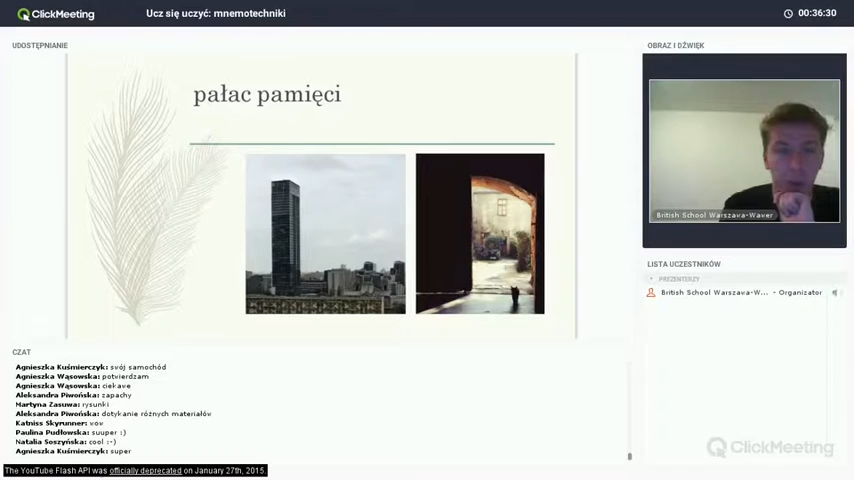 ClickMeeting
Ucz się uczyć: mnemotechniki
00:36:30
UDOSTĘPNIANIE
OBRAZ I DŹWIĘK
pałac pamięci
British School Warszawa-Wawer
LISTA UCZESTNIKÓW
PREZENTERZY
British School Warszawa-W... - Organizator
CZAT
Agnieszka Kuśmierczyk: swój samochód
Agnieszka Wąsowska: potwierdzam
Agnieszka Wąsowska: ciekave
Aleksandra Piwońska: zapachy
Martyna Zasuwa: rysunki
Aleksandra Piwońska: dotykanie różnych materiałów
Katniss Skyrunner: wow
Paulina Pudłowska: suuper :)
Natalia Soszyńska: cool :-)
Agnieszka Kuśmierczyk: super
ClickMeeting
The YouTube Flash API was officially deprecated on January 27th, 2015.